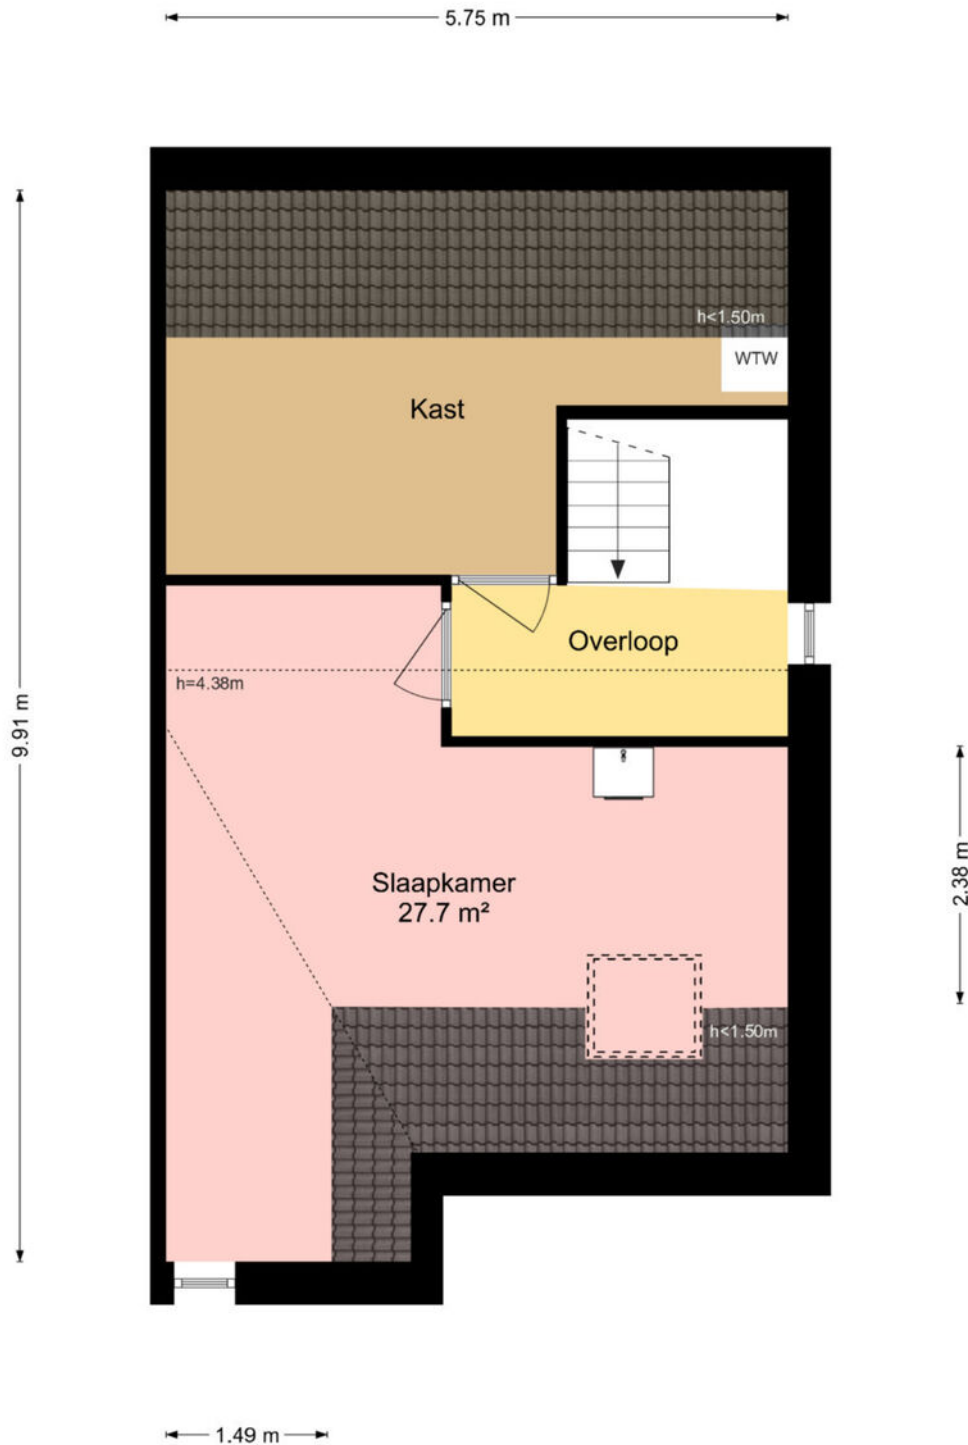 5.75 m
h<1.50m
WTW
Kast
Overloop
h=4.38m
9.91 m
2.38 m
Slaapkamer
27.7 m²
h<1.50m
1.49 m